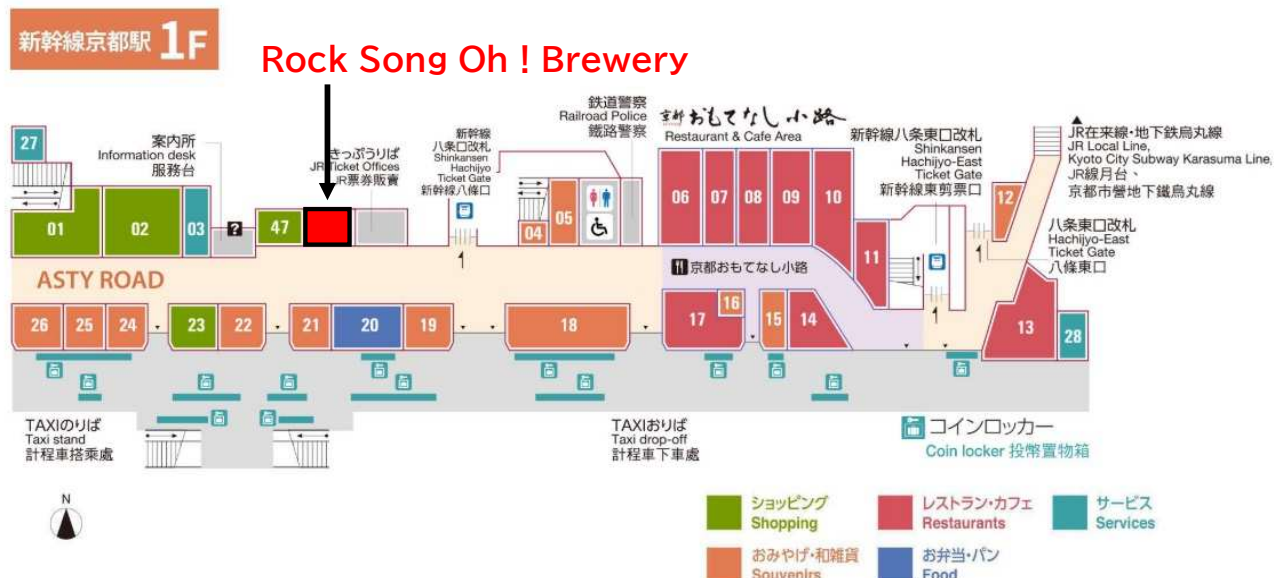 新幹線京都駅 1F
Rock Song Oh ! Brewery
27
案内所
Information desk
服務台
きっぷうりば
JR Ticket Offices
JR票券販賣
新幹線
八条口改札
Shinkansen
Hachijyo
Ticket Gate
新幹線八條口
鉄道警察
Railroad Police
鐵路警察
京都おもてなし小路
Restaurant & Cafe Area
新幹線八条東口改札
Shinkansen
Hachijyo-East
Ticket Gate
新幹線東剪票口
JR在来線・地下鉄烏丸線
JR Local Line,
Kyoto City Subway Karasuma Line,
JR線月台、
京都市營地下鐵烏丸線
八条東口改札
Hachijyo-East
Ticket Gate
八條東口
01
02
03
?
47
04
05
06
07
08
09
10
11
12
ASTY ROAD
京都おもてなし小路
26
25
24
23
22
21
20
19
18
17
16
15
14
13
28
TAXIのりば
Taxi stand
計程車搭乘處
TAXIおりば
Taxi drop-off
計程車下車處
コインロッカー
Coin locker 投幣置物箱
N
ショッピング
Shopping
レストラン・カフェ
Restaurants
サービス
Services
おみやげ・和雑貨
Souvenirs
お弁当・パン
Food